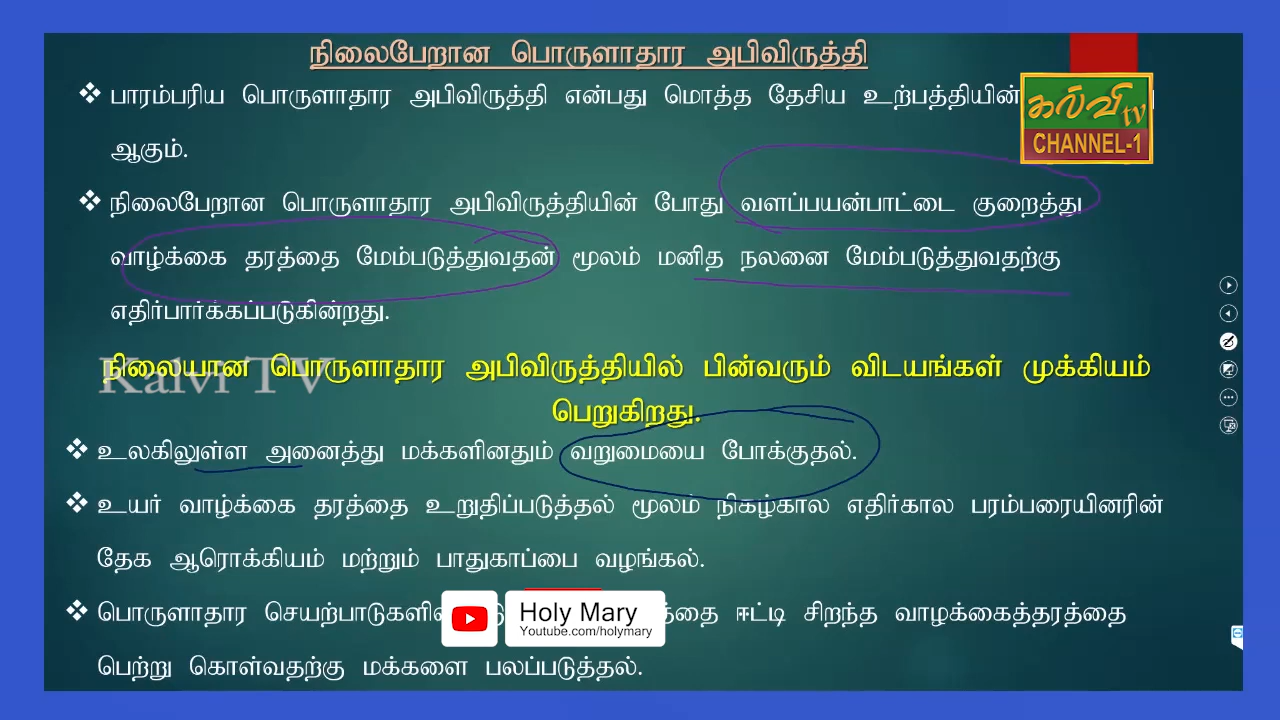 நிலைபேறான பொருளாதார அபிவிருத்தி
❖ பாரம்பரிய பொருளாதார அபிவிருத்தி என்பது மொத்த தேசிய உற்பத்தியின்
கல்வி tv
CHANNEL-1
ஆகும்.
❖ நிலைபேறான பொருளாதார அபிவிருத்தியின் போது வளப்பயன்பாட்டை குறைத்து
வாழ்க்கை தரத்தை மேம்படுத்துவதன் மூலம் மனித நலனை மேம்படுத்துவதற்கு
எதிர்பார்க்கப்படுகின்றது.
Kalvi TV
நிலையான பொருளாதார அபிவிருத்தியில் பின்வரும் விடயங்கள் முக்கியம்
பெறுகிறது.
❖ உலகிலுள்ள அனைத்து மக்களினதும் வறுமையை போக்குதல்.
❖ உயர் வாழ்க்கை தரத்தை உறுதிப்படுத்தல் மூலம் நிகழ்கால எதிர்கால பரம்பரையினரின்
தேக ஆரொக்கியம் மற்றும் பாதுகாப்பை வழங்கல்.
❖ பொருளாதார ஈட்டி சிறந்த வாழக்கைத்தரத்தை
Holy Mary
Youtube.com/holymary
பெற்று கொள்வதற்கு மக்களை பலப்படுத்தல்.